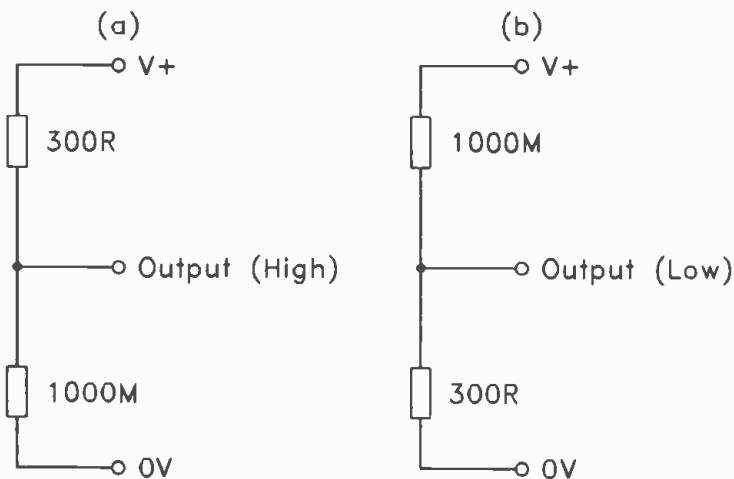 (a)
V+
300R
Output (High)
1000M
0V
(b)
V+
1000M
Output (Low)
300R
0V